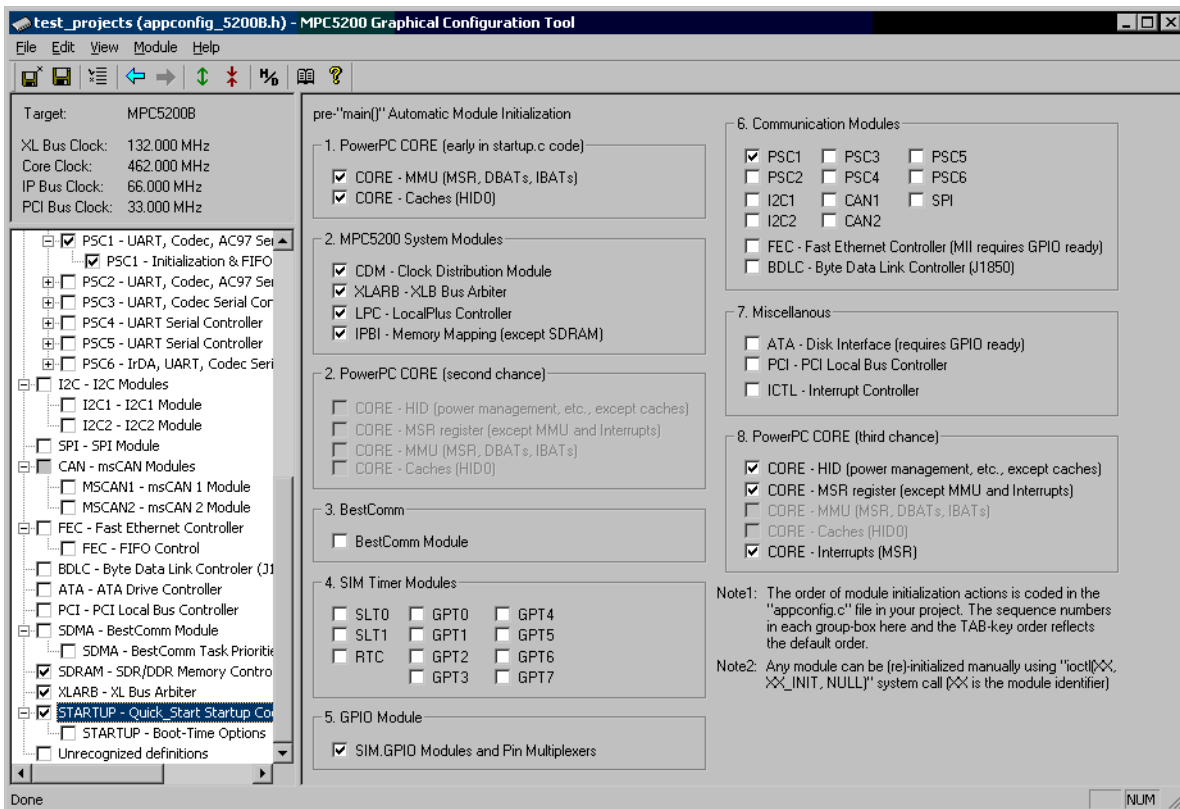 test_projects (appconfig_5200B.h) - MPC5200 Graphical Configuration Tool
File Edit View Module Help
H/D
Target: MPC5200B
XL Bus Clock: 132.000 MHz
Core Clock: 462.000 MHz
IP Bus Clock: 66.000 MHz
PCI Bus Clock: 33.000 MHz
PSC1 - UART, Codec, AC97 Ser
PSC1 - Initialization & FIFO
PSC2 - UART, Codec, AC97 Ser
PSC3 - UART, Codec Serial Con
PSC4 - UART Serial Controller
PSC5 - UART Serial Controller
PSC6 - IrDA, UART, Codec Seri
I2C - I2C Modules
I2C1 - I2C1 Module
I2C2 - I2C2 Module
SPI - SPI Module
CAN - msCAN Modules
MSCAN1 - msCAN 1 Module
MSCAN2 - msCAN 2 Module
FEC - Fast Ethernet Controller
FEC - FIFO Control
BDLC - Byte Data Link Controler (J1
ATA - ATA Drive Controller
PCI - PCI Local Bus Controller
SDMA - BestComm Module
SDMA - BestComm Task Prioritie
SDRAM - SDR/DDR Memory Contro
XLARB - XL Bus Arbiter
STARTUP - Quick_Start Startup Co
STARTUP - Boot-Time Options
Unrecognized definitions
pre-"main()" Automatic Module Initialization
1. PowerPC CORE (early in startup.c code)
CORE - MMU (MSR, DBATs, IBATs)
CORE - Caches (HID0)
2. MPC5200 System Modules
CDM - Clock Distribution Module
XLARB - XLB Bus Arbiter
LPC - LocalPlus Controller
IPBI - Memory Mapping (except SDRAM)
2. PowerPC CORE (second chance)
CORE - HID (power management, etc., except caches)
CORE - MSR register (except MMU and Interrupts)
CORE - MMU (MSR, DBATs, IBATs)
CORE - Caches (HID0)
3. BestComm
BestComm Module
4. SIM Timer Modules
SLT0 GPT0 GPT4
SLT1 GPT1 GPT5
RTC GPT2 GPT6
GPT3 GPT7
5. GPIO Module
SIM.GPIO Modules and Pin Multiplexers
6. Communication Modules
PSC1 PSC3 PSC5
PSC2 PSC4 PSC6
I2C1 CAN1 SPI
I2C2 CAN2
FEC - Fast Ethernet Controller (MII requires GPIO ready)
BDLC - Byte Data Link Controller (J1850)
7. Miscellanous
ATA - Disk Interface (requires GPIO ready)
PCI - PCI Local Bus Controller
ICTL - Interrupt Controller
8. PowerPC CORE (third chance)
CORE - HID (power management, etc., except caches)
CORE - MSR register (except MMU and Interrupts)
CORE - MMU (MSR, DBATs, IBATs)
CORE - Caches (HID0)
CORE - Interrupts (MSR)
Note1: The order of module initialization actions is coded in the
"appconfig.c" file in your project. The sequence numbers
in each group-box here and the TAB-key order reflects
the default order.
Note2: Any module can be (re)-initialized manually using "ioctl(XX,
XX_INIT, NULL)" system call (XX is the module identifier)
Done
NUM